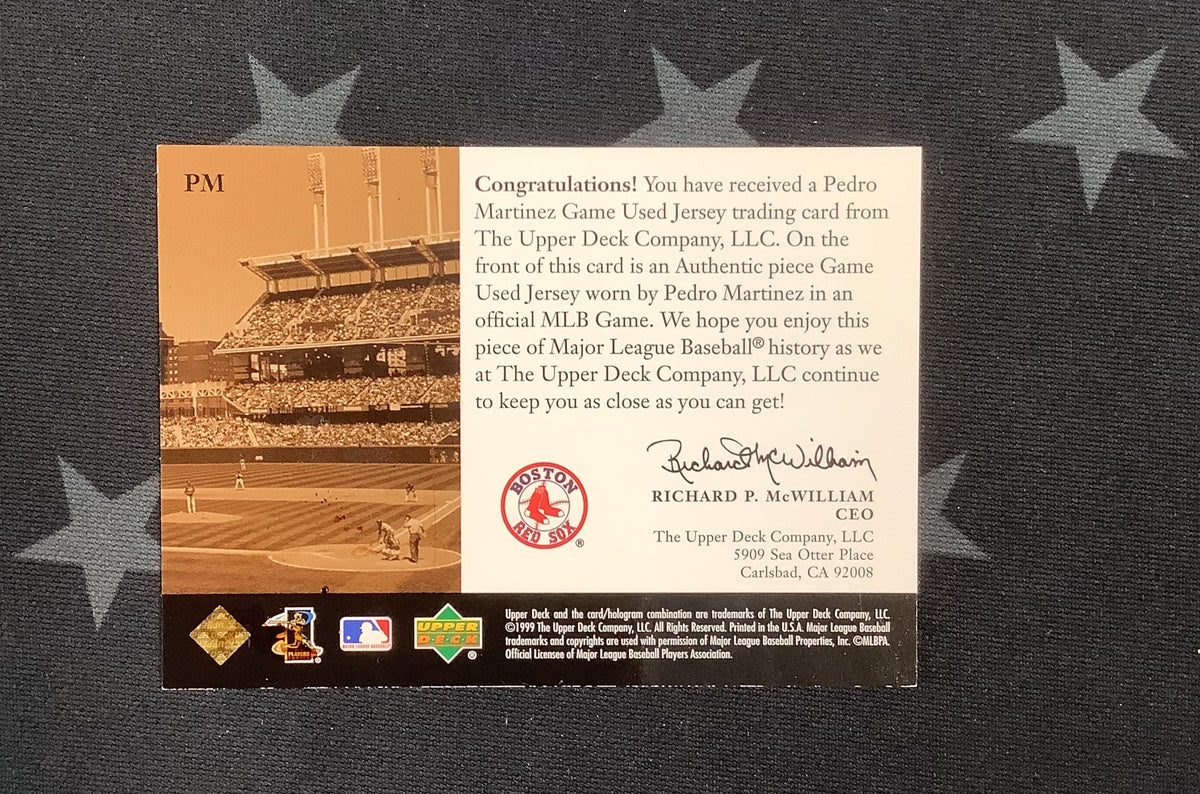 PM
Congratulations! You have received a Pedro
Martinez Game Used Jersey trading card from
The Upper Deck Company, LLC. On the
front of this card is an Authentic piece Game
Used Jersey worn by Pedro Martinez in an
official MLB Game. We hope you enjoy this
piece of Major League Baseball® history as we
at The Upper Deck Company, LLC continue
to keep you as close as you can get!
Richard McWilliam
RICHARD P. McWILLIAM
CEO
The Upper Deck Company, LLC
5909 Sea Otter Place
Carlsbad, CA 92008
BOSTON
RED SOX
®
PLAYERS
®
MAJOR LEAGUE BASEBALL
UPPER
DECK
®
Upper Deck and the card/hologram combination are trademarks of The Upper Deck Company, LLC.
©1999 The Upper Deck Company, LLC. All Rights Reserved. Printed in the U.S.A. Major League Baseball
trademarks and copyrights are used with permission of Major League Baseball Properties, Inc. ©MLBPA.
Official Licensee of Major League Baseball Players Association.